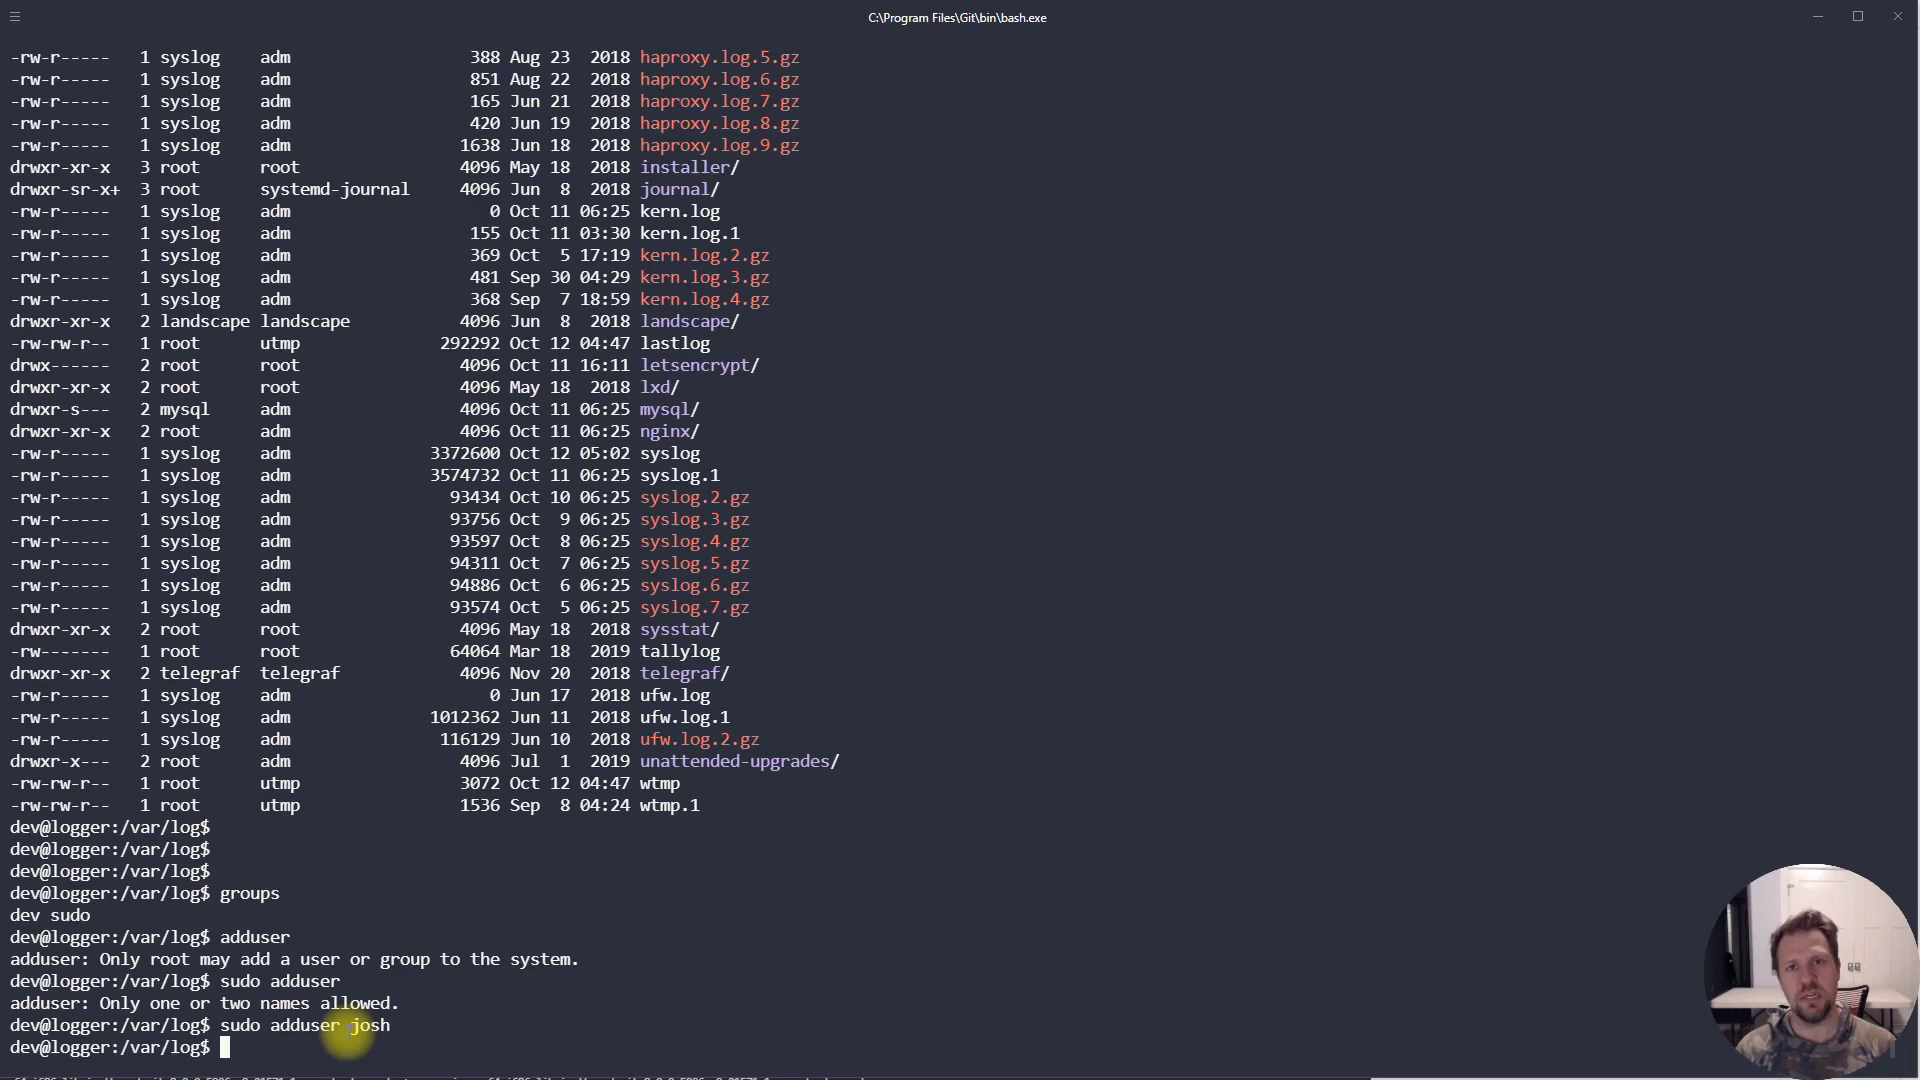 C:\Program Files\Git\bin\bash.exe
-rw-r----- 1 syslog adm 388 Aug 23 2018 haproxy.log.5.gz
-rw-r----- 1 syslog adm 851 Aug 22 2018 haproxy.log.6.gz
-rw-r----- 1 syslog adm 165 Jun 21 2018 haproxy.log.7.gz
-rw-r----- 1 syslog adm 420 Jun 19 2018 haproxy.log.8.gz
-rw-r----- 1 syslog adm 1638 Jun 18 2018 haproxy.log.9.gz
drwxr-xr-x 3 root root 4096 May 18 2018 installer/
drwxr-sr-x+ 3 root systemd-journal 4096 Jun 8 2018 journal/
-rw-r----- 1 syslog adm 0 Oct 11 06:25 kern.log
-rw-r----- 1 syslog adm 155 Oct 11 03:30 kern.log.1
-rw-r----- 1 syslog adm 369 Oct 5 17:19 kern.log.2.gz
-rw-r----- 1 syslog adm 481 Sep 30 04:29 kern.log.3.gz
-rw-r----- 1 syslog adm 368 Sep 7 18:59 kern.log.4.gz
drwxr-xr-x 2 landscape landscape 4096 Jun 8 2018 landscape/
-rw-rw-r-- 1 root utmp 292292 Oct 12 04:47 lastlog
drwx------ 2 root root 4096 Oct 11 16:11 letsencrypt/
drwxr-xr-x 2 root root 4096 May 18 2018 lxd/
drwxr-s--- 2 mysql adm 4096 Oct 11 06:25 mysql/
drwxr-xr-x 2 root adm 4096 Oct 11 06:25 nginx/
-rw-r----- 1 syslog adm 3372600 Oct 12 05:02 syslog
-rw-r----- 1 syslog adm 3574732 Oct 11 06:25 syslog.1
-rw-r----- 1 syslog adm 93434 Oct 10 06:25 syslog.2.gz
-rw-r----- 1 syslog adm 93756 Oct 9 06:25 syslog.3.gz
-rw-r----- 1 syslog adm 93597 Oct 8 06:25 syslog.4.gz
-rw-r----- 1 syslog adm 94311 Oct 7 06:25 syslog.5.gz
-rw-r----- 1 syslog adm 94886 Oct 6 06:25 syslog.6.gz
-rw-r----- 1 syslog adm 93574 Oct 5 06:25 syslog.7.gz
drwxr-xr-x 2 root root 4096 May 18 2018 sysstat/
-rw------- 1 root root 64064 Mar 18 2019 tallylog
drwxr-xr-x 2 telegraf telegraf 4096 Nov 20 2018 telegraf/
-rw-r----- 1 syslog adm 0 Jun 17 2018 ufw.log
-rw-r----- 1 syslog adm 1012362 Jun 11 2018 ufw.log.1
-rw-r----- 1 syslog adm 116129 Jun 10 2018 ufw.log.2.gz
drwxr-x--- 2 root adm 4096 Jul 1 2019 unattended-upgrades/
-rw-rw-r-- 1 root utmp 3072 Oct 12 04:47 wtmp
-rw-rw-r-- 1 root utmp 1536 Sep 8 04:24 wtmp.1
dev@logger:/var/log$
dev@logger:/var/log$
dev@logger:/var/log$
dev@logger:/var/log$ groups
dev sudo
dev@logger:/var/log$ adduser
adduser: Only root may add a user or group to the system.
dev@logger:/var/log$ sudo adduser
adduser: Only one or two names allowed.
dev@logger:/var/log$ sudo adduser josh
dev@logger:/var/log$